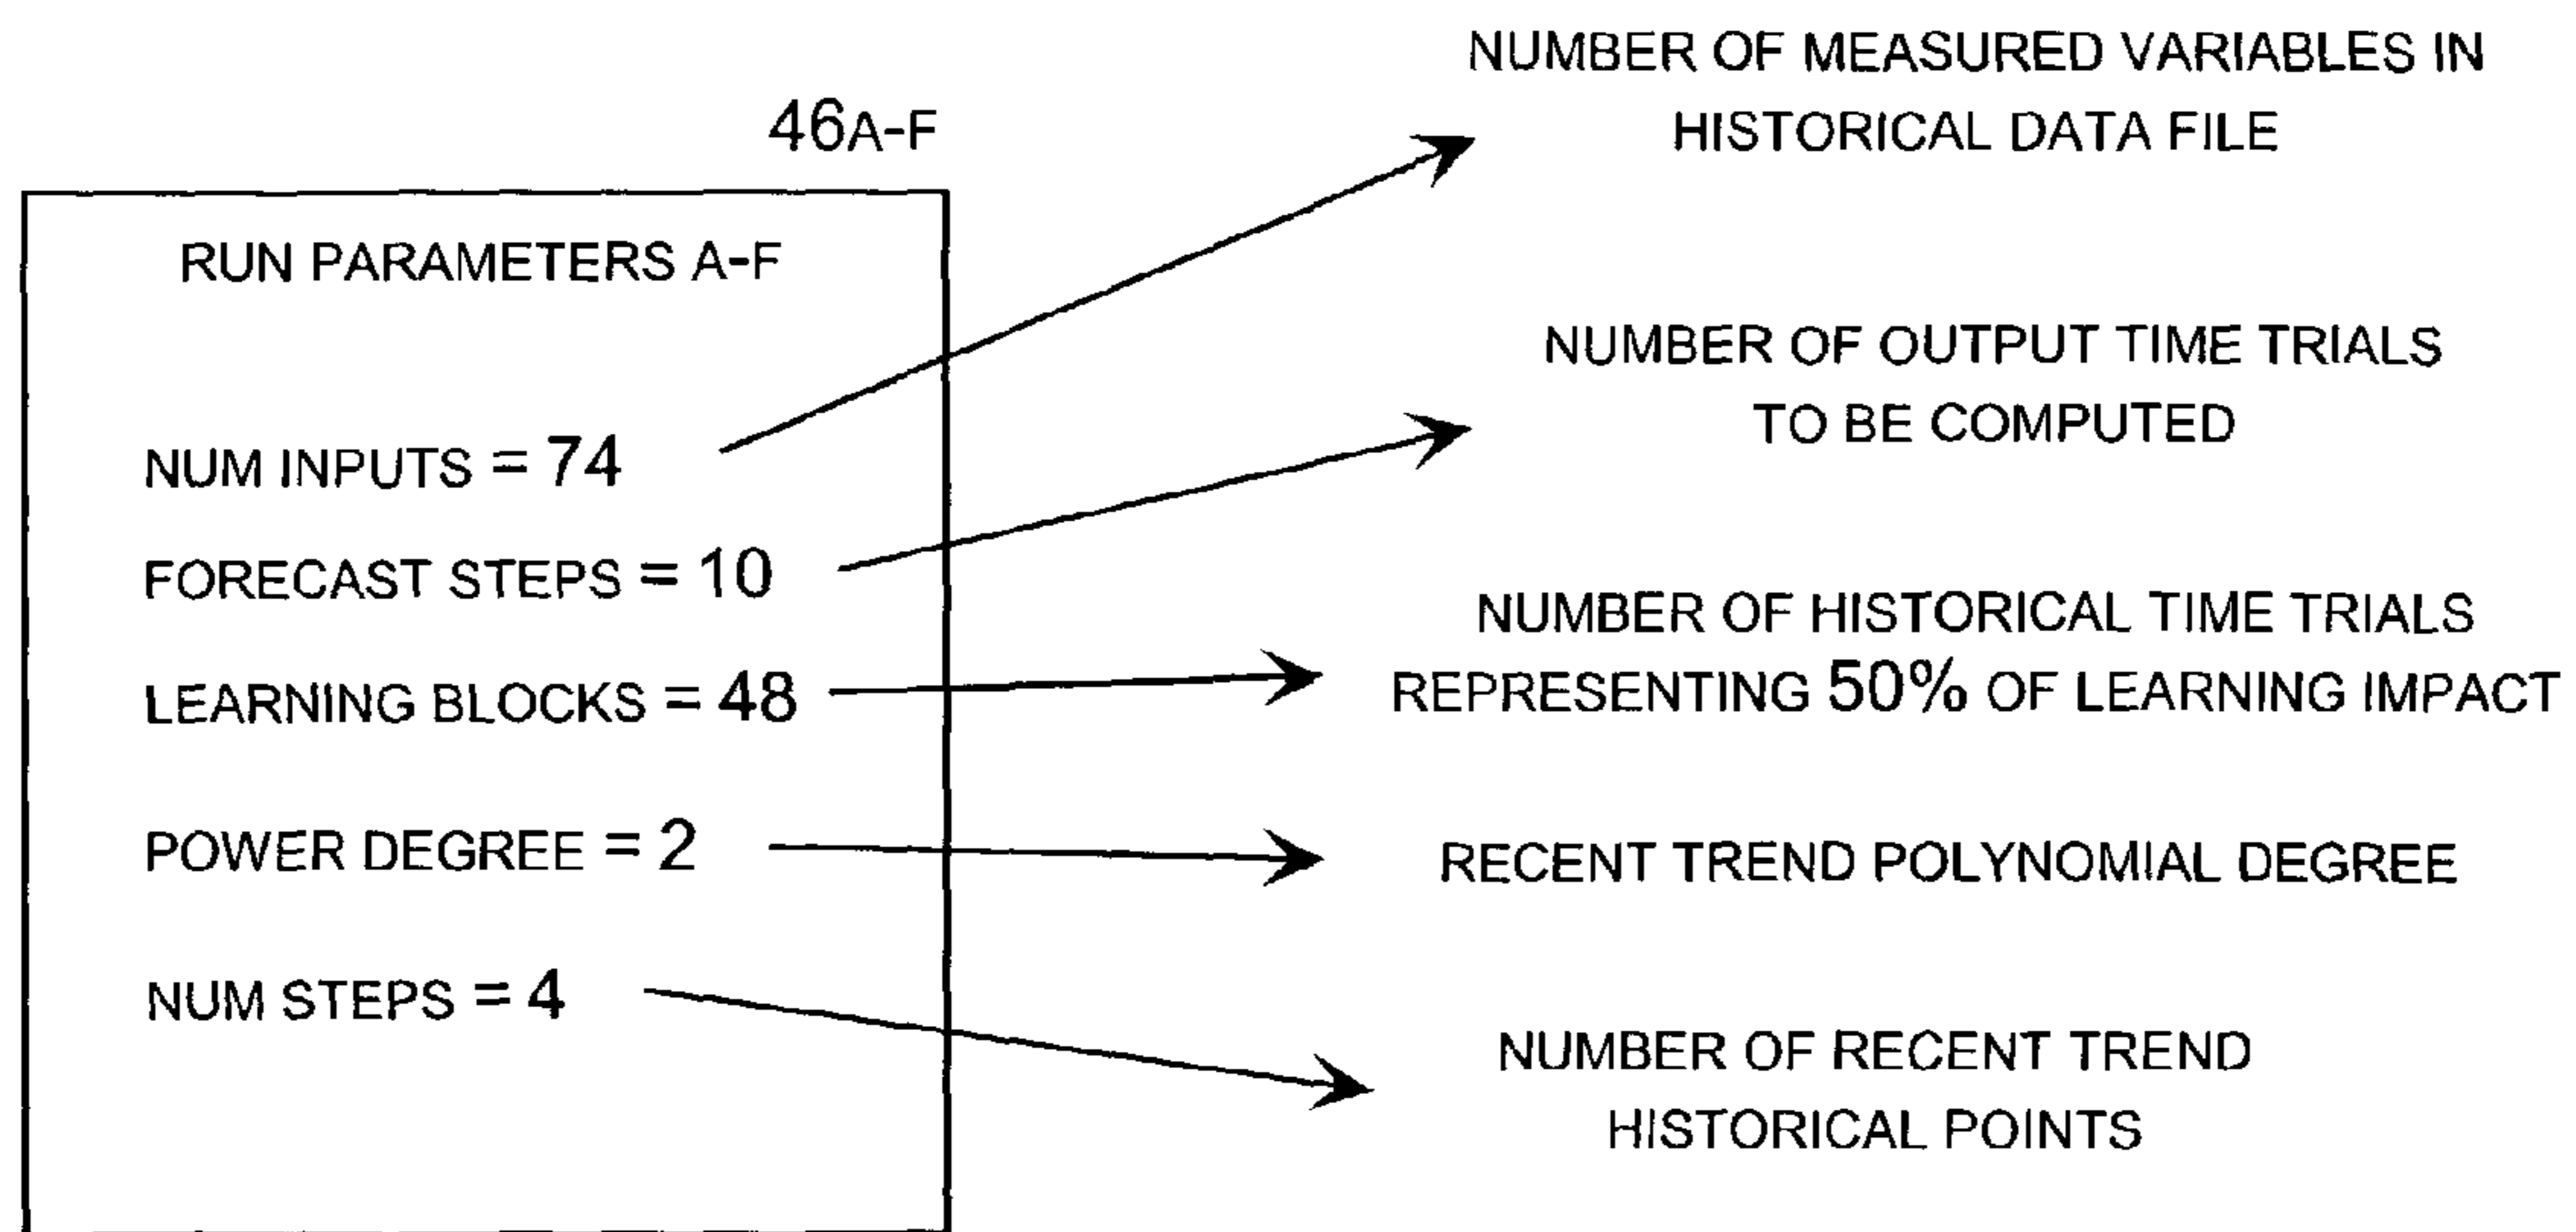 46A-F
RUN PARAMETERS A-F
NUM INPUTS = 74
FORECAST STEPS = 10
LEARNING BLOCKS = 48
POWER DEGREE = 2
NUM STEPS = 4
NUMBER OF MEASURED VARIABLES IN
HISTORICAL DATA FILE
NUMBER OF OUTPUT TIME TRIALS
TO BE COMPUTED
NUMBER OF HISTORICAL TIME TRIALS
REPRESENTING 50% OF LEARNING IMPACT
RECENT TREND POLYNOMIAL DEGREE
NUMBER OF RECENT TREND
HISTORICAL POINTS